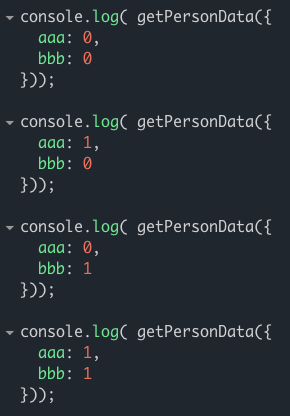 console.log( getPersonData({
  aaa: 0,
  bbb: 0
}));

console.log( getPersonData({
  aaa: 1,
  bbb: 0
}));

console.log( getPersonData({
  aaa: 0,
  bbb: 1
}));

console.log( getPersonData({
  aaa: 1,
  bbb: 1
}));